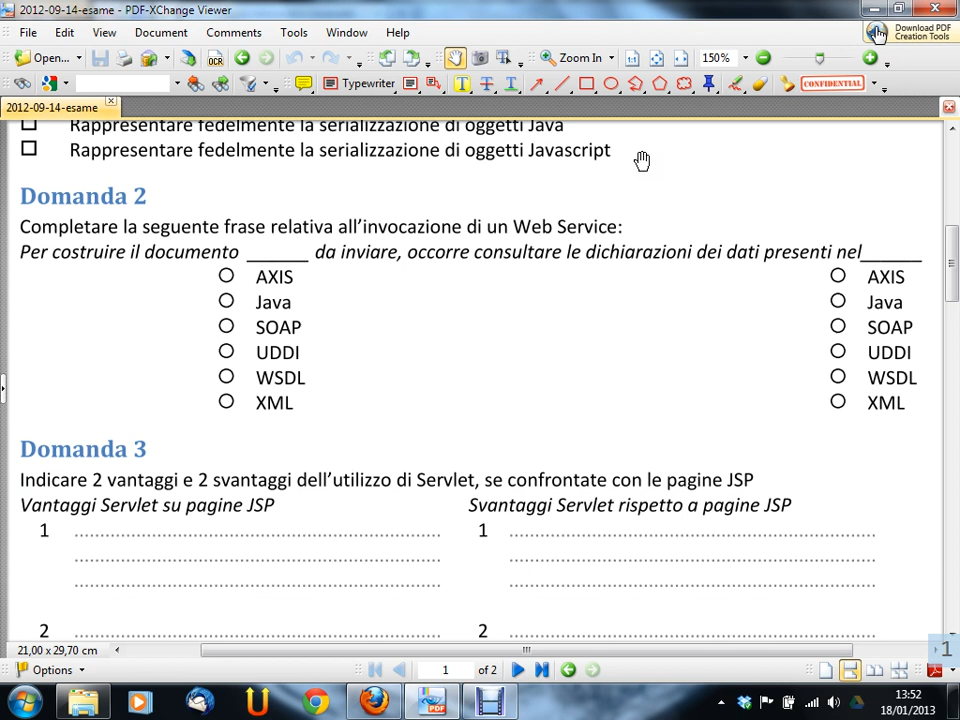 2012-09-14-esame - PDF-XChange Viewer
File Edit View Document Comments Tools Window Help
Download PDF
Creation Tools
Open... OCR Zoom In 150%
Typewriter CONFIDENTIAL
2012-09-14-esame
Rappresentare fedelmente la serializzazione di oggetti Java
Rappresentare fedelmente la serializzazione di oggetti Javascript
Domanda 2
Completare la seguente frase relativa all'invocazione di un Web Service:
Per costruire il documento ______ da inviare, occorre consultare le dichiarazioni dei dati presenti nel______
AXIS AXIS
Java Java
SOAP SOAP
UDDI UDDI
WSDL WSDL
XML XML
Domanda 3
Indicare 2 vantaggi e 2 svantaggi dell'utilizzo di Servlet, se confrontate con le pagine JSP
Vantaggi Servlet su pagine JSP Svantaggi Servlet rispetto a pagine JSP
1 1
2 2
21,00 x 29,70 cm 1
Options 1 of 2
PDF 13:52
18/01/2013